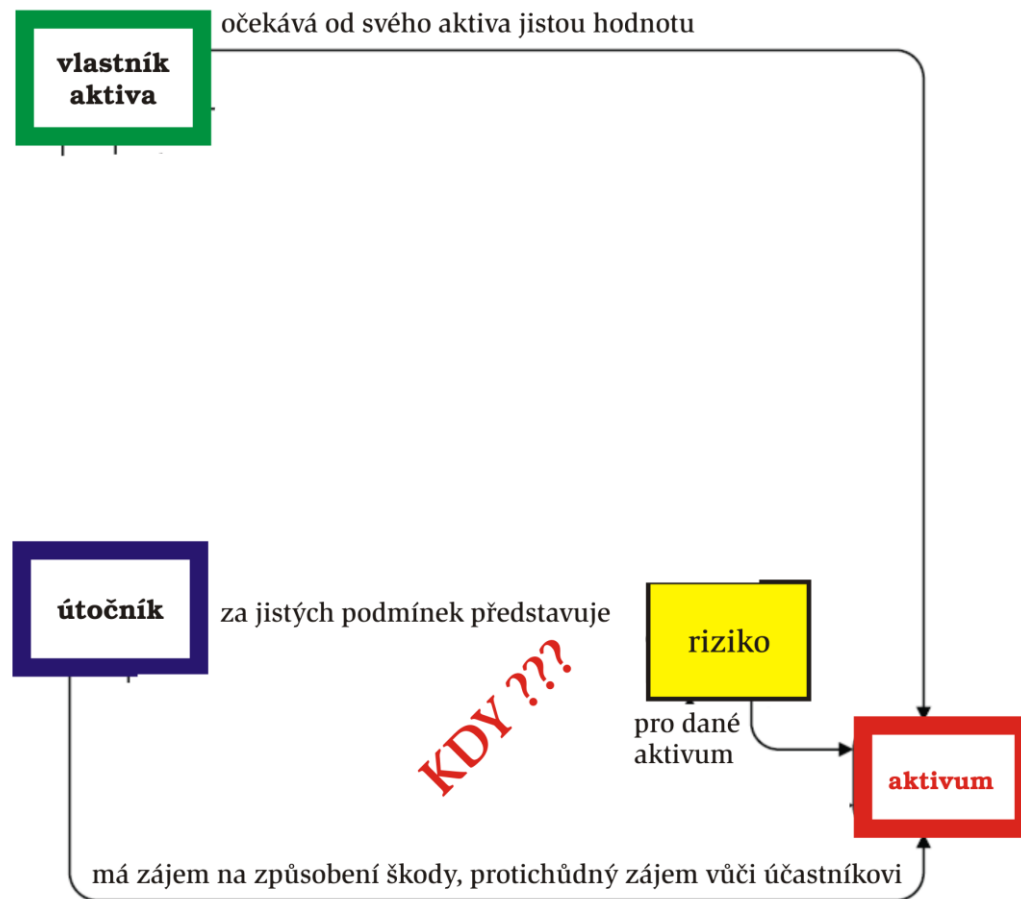 očekává od svého aktiva jistou hodnotu
vlastník
aktiva
útočník
za jistých podmínek představuje
riziko
KDY ???
pro dané
aktivum
aktivum
má zájem na způsobení škody, protichůdný zájem vůči účastníkovi